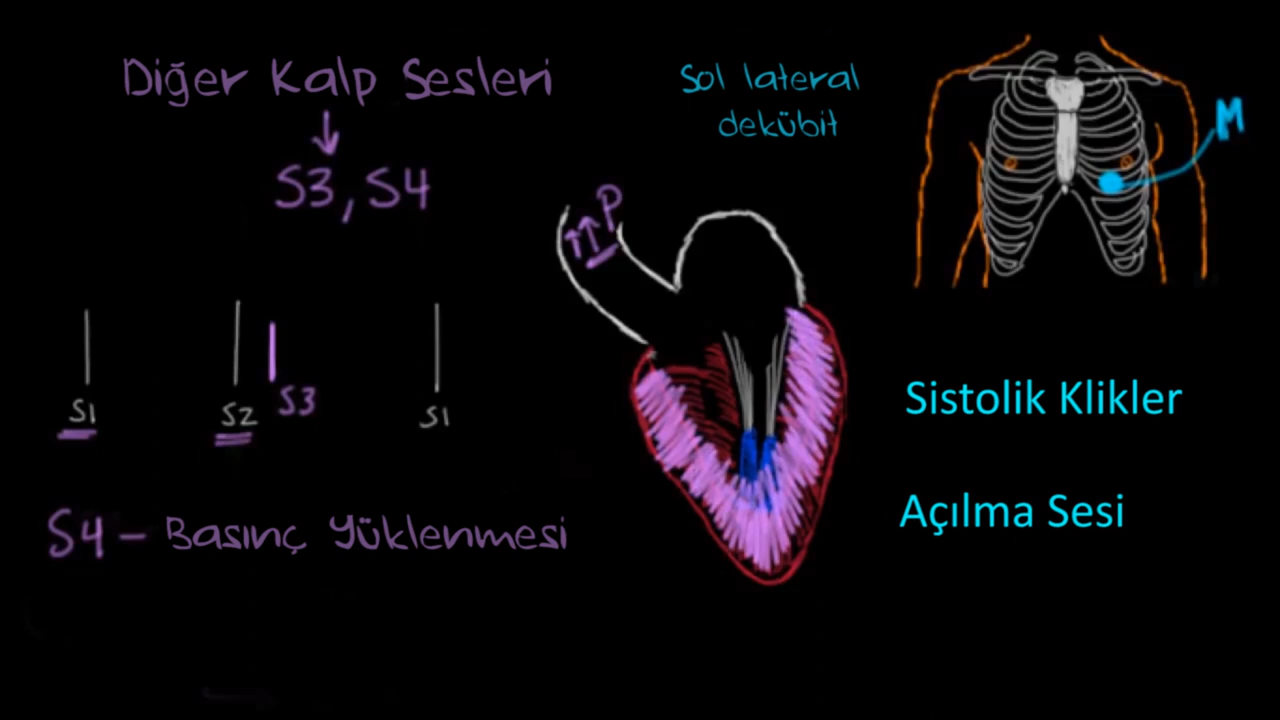 Diğer Kalp Sesleri
S3, S4
Sol lateral
dekübit
M
P
S1
S2
S3
S1
S4 - Basınç Yüklenmesi
Sistolik Klikler
Açılma Sesi